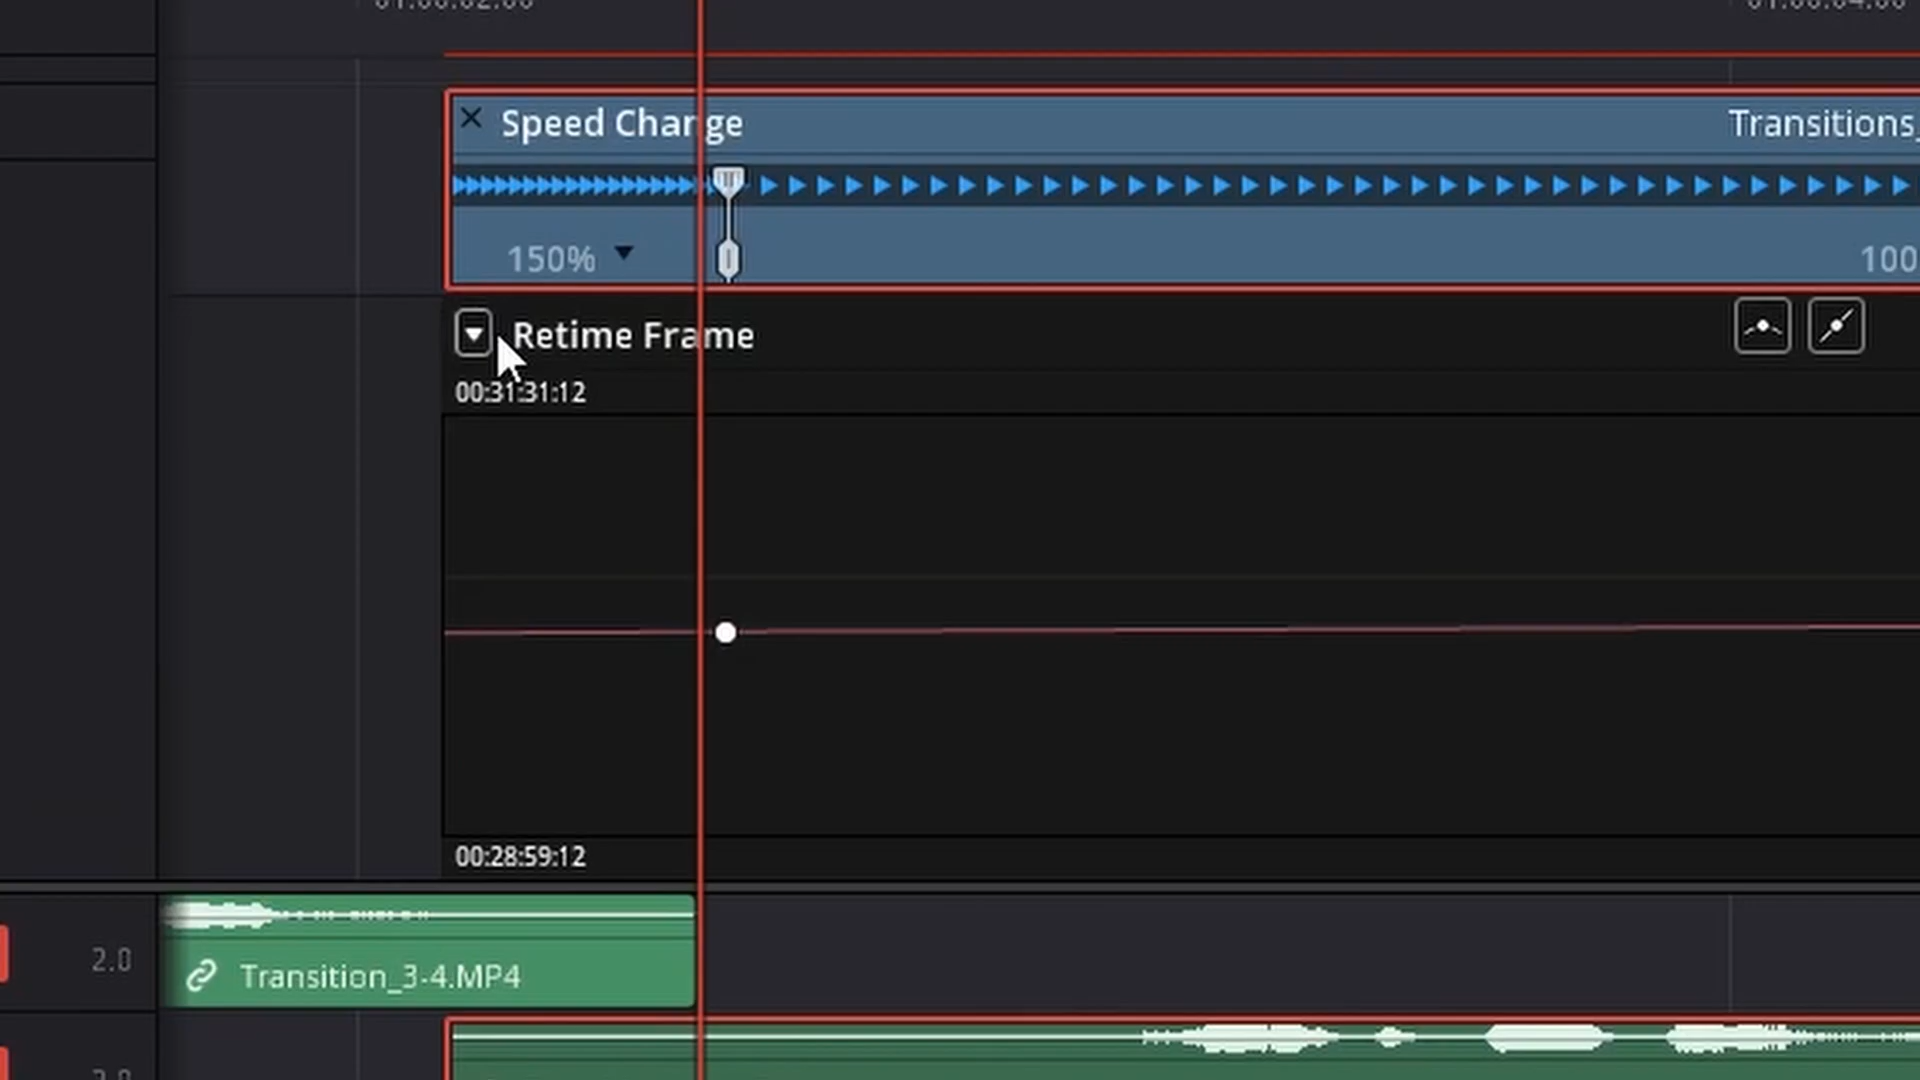 Speed Change
Transitions_
150%
100
Retime Frame
00:31:31:12
00:28:59:12
2.0
Transition_3-4.MP4